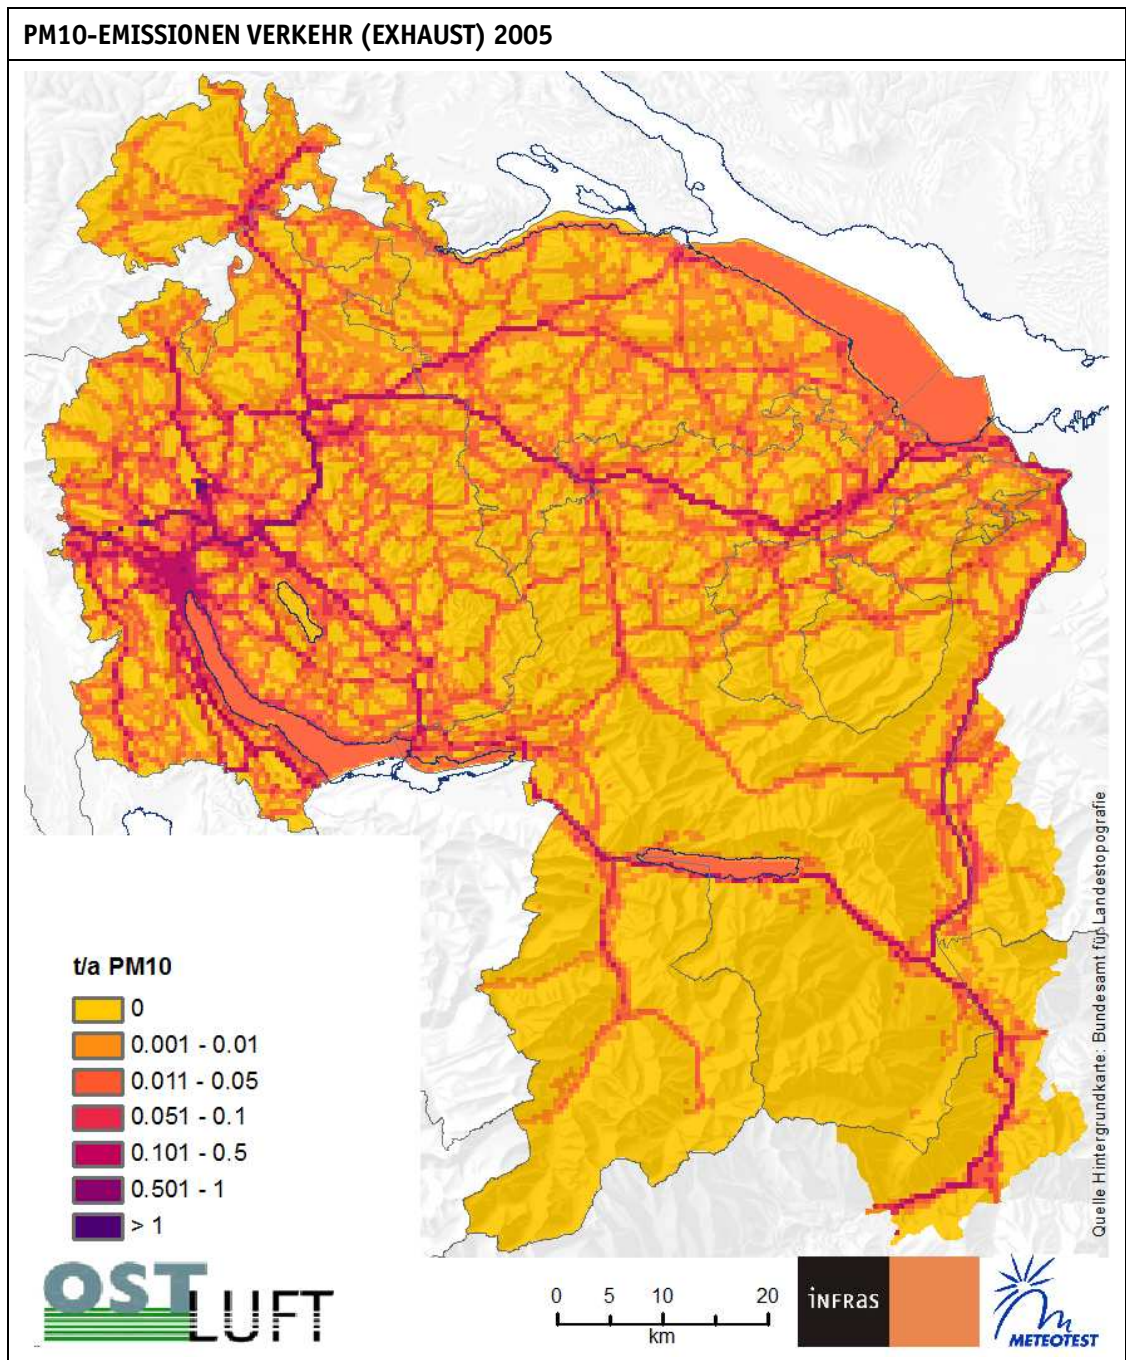 PM10-EMISSIONEN VERKEHR (EXHAUST) 2005
Quelle Hintergrundkarte: Bundesamt für Landestopografie
t/a PM10
0
0.001 - 0.01
0.011 - 0.05
0.051 - 0.1
0.101 - 0.5
0.501 - 1
> 1
OSTLUFT
0 5 10 20
km
iNFRas
METEOTEST